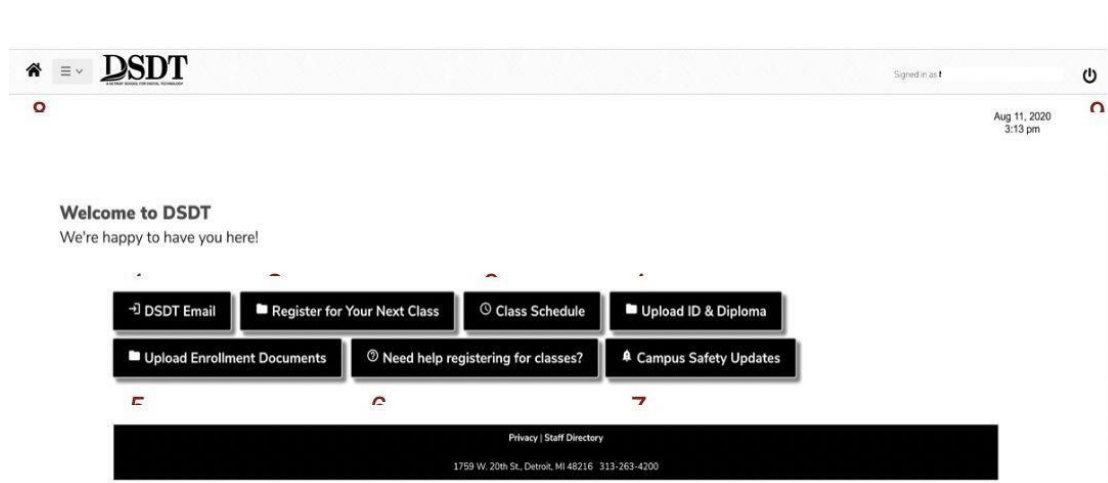 DSDT
Signed in as
Aug 11, 2020
3:13 pm
Welcome to DSDT
We're happy to have you here!
DSDT Email
Register for Your Next Class
Class Schedule
Upload ID & Diploma
Upload Enrollment Documents
Need help registering for classes?
Campus Safety Updates
Privacy | Staff Directory
1759 W. 20th St., Detroit, MI 48216 313-263-4200